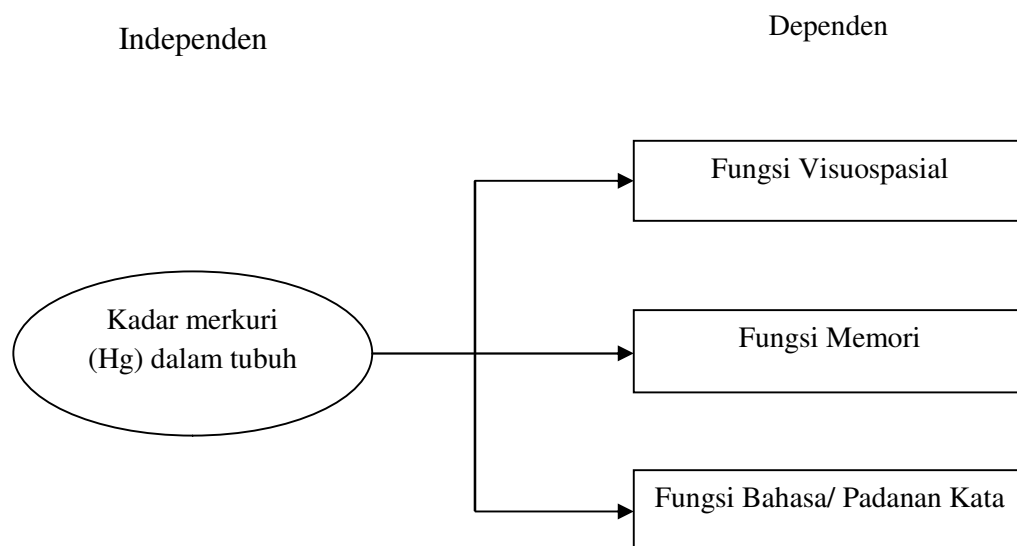 Independen
Dependen
Fungsi Visuospasial
Kadar merkuri
(Hg) dalam tubuh
Fungsi Memori
Fungsi Bahasa/ Padanan Kata